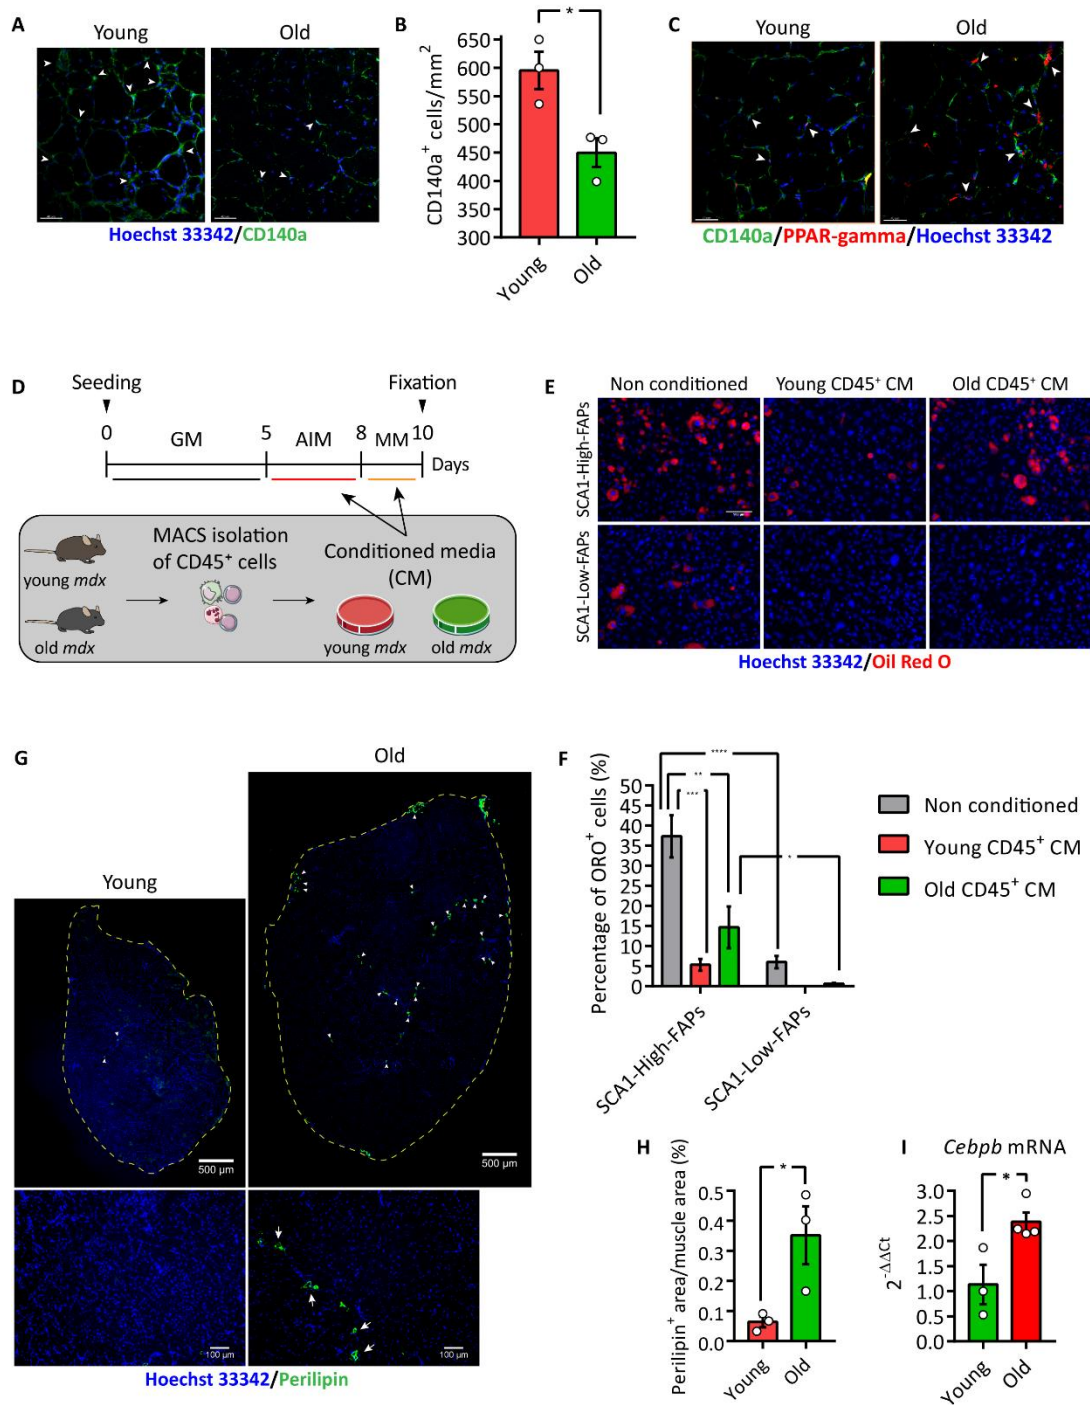 A
Young
Old
Hoechst 33342/CD140a
B
*
CD140a+ cells/mm2
650
600
550
500
450
400
350
300
Young
Old
C
Young
Old
CD140a/PPAR-gamma/Hoechst 33342
D
Seeding
Fixation
0
GM
5
AIM
8
MM
10
Days
MACS isolation
of CD45+ cells
Conditioned media
(CM)
young mdx
old mdx
young mdx
old mdx
E
Non conditioned
Young CD45+ CM
Old CD45+ CM
SCA1-High-FAPs
SCA1-Low-FAPs
Hoechst 33342/Oil Red O
G
Young
Old
500 µm
500 µm
100 µm
100 µm
Hoechst 33342/Perilipin
F
Percentage of ORO+ cells (%)
50
45
40
35
30
25
20
15
10
5
0
****
**
***
*
SCA1-High-FAPs
SCA1-Low-FAPs
Non conditioned
Young CD45+ CM
Old CD45+ CM
H
Perilipin+ area/muscle area (%)
*
0.5
0.4
0.3
0.2
0.1
0.0
Young
Old
I
Cebpb mRNA
*
2-ΔΔCt
3.0
2.5
2.0
1.5
1.0
0.5
0.0
Young
Old